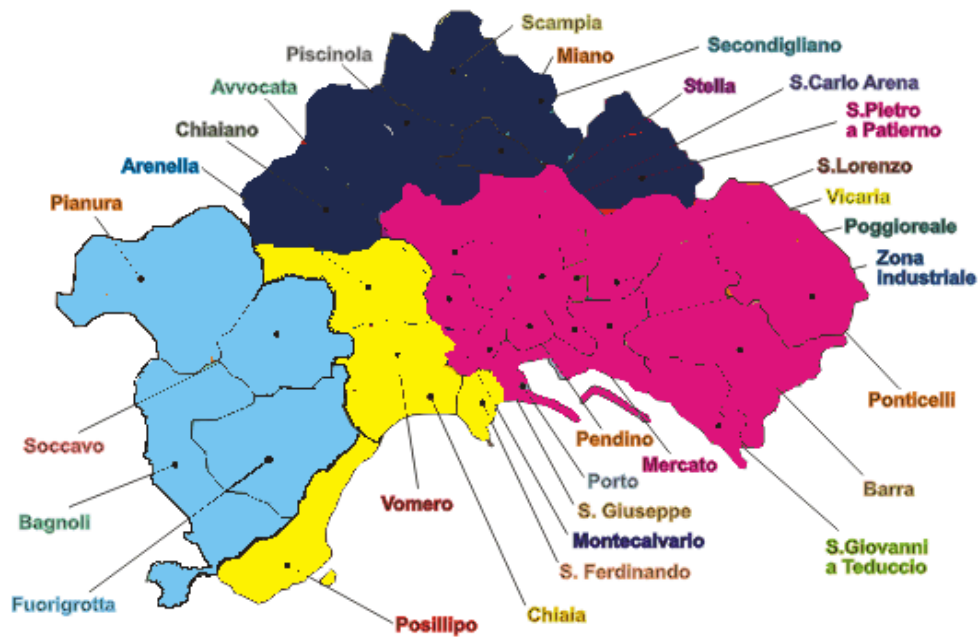 Scampia
Piscinola
Miano
Secondigliano
Avvocata
Stella
S.Carlo Arena
Chiaiano
S.Pietro
a Patierno
Arenella
S.Lorenzo
Pianura
Vicaria
Poggioreale
Zona
industriale
Ponticelli
Soccavo
Pendino
Mercato
Porto
Barra
Bagnoli
Vomero
S. Giuseppe
Montecalvario
S.Giovanni
a Teduccio
S. Ferdinando
Fuorigrotta
Chiaia
Posillipo